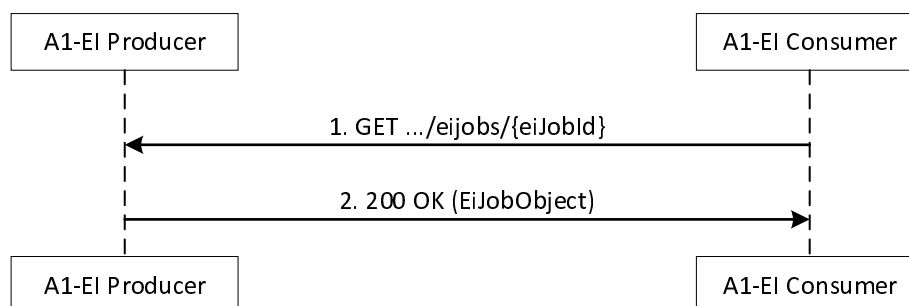 A1-EI Producer
A1-EI Consumer
1. GET .../eijobs/{eiJobId}
2. 200 OK (EiJobObject)
A1-EI Producer
A1-EI Consumer